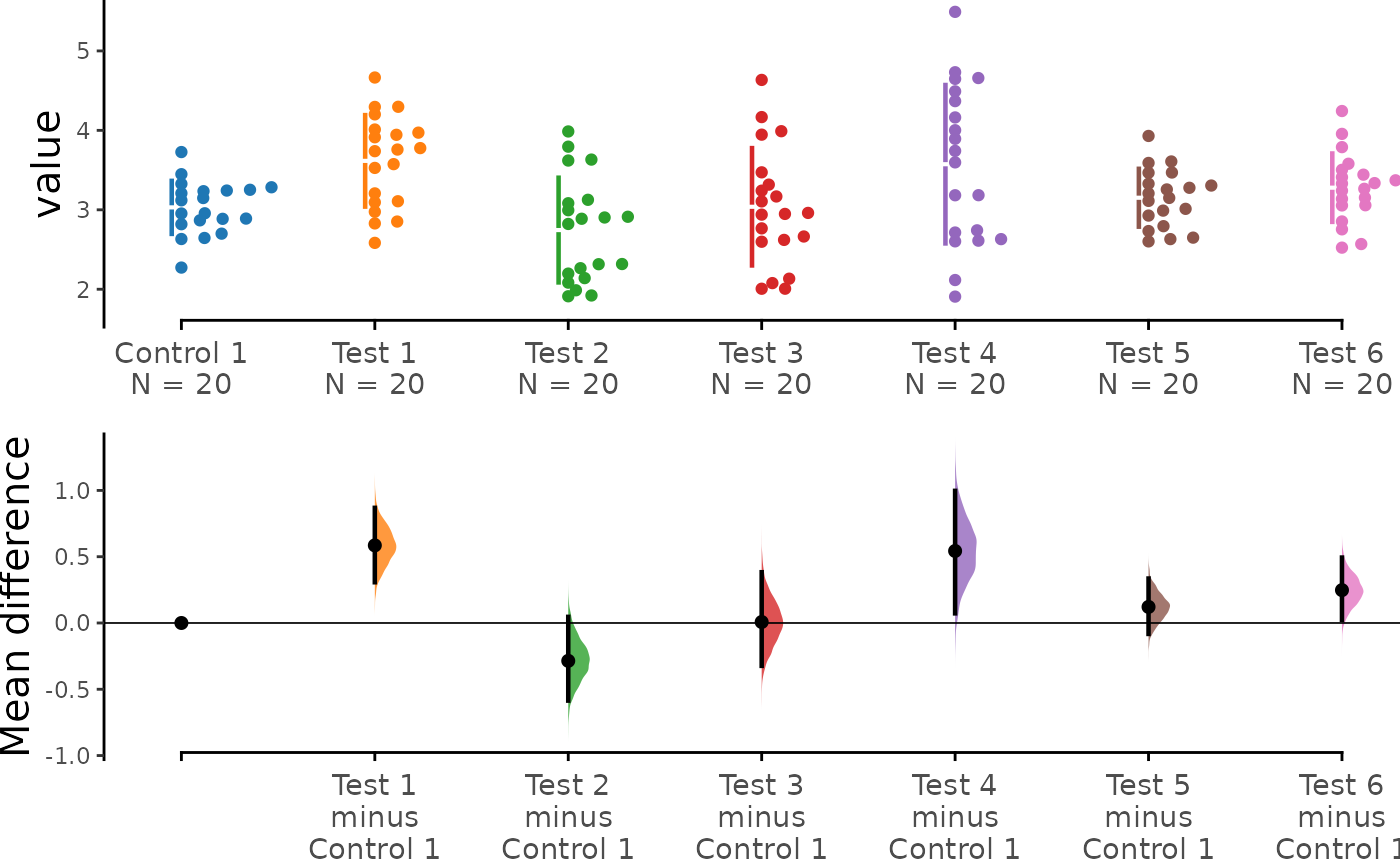 value
5
4
3
2
Control 1 Test 1 Test 2 Test 3 Test 4 Test 5 Test 6
N = 20 N = 20 N = 20 N = 20 N = 20 N = 20 N = 20
Mean difference
1.0
0.5
0.0
-0.5
-1.0
Test 1 Test 2 Test 3 Test 4 Test 5 Test 6
minus minus minus minus minus minus
Control 1 Control 1 Control 1 Control 1 Control 1 Control 1